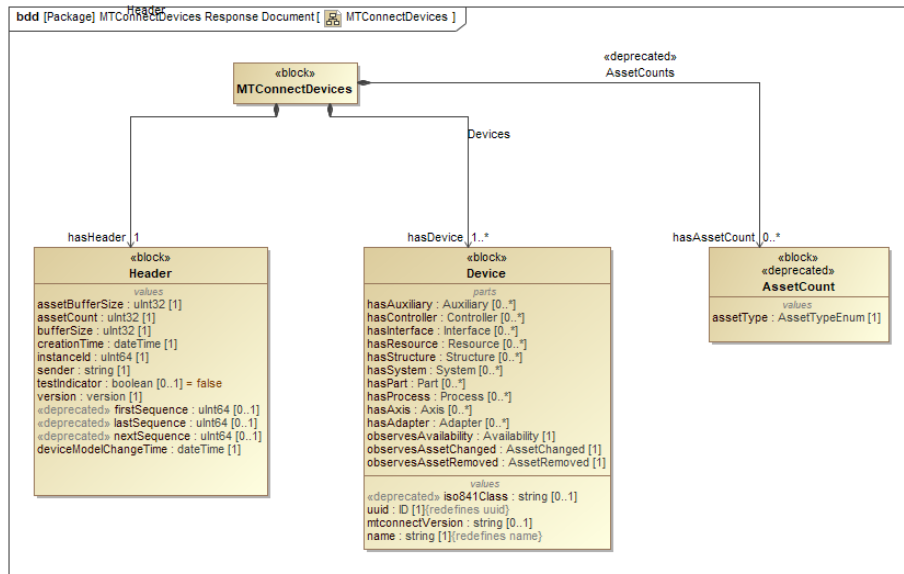 Header
bdd [Package] MTConnectDevices Response Document [ MTConnectDevices ]
«deprecated»
AssetCounts
«block»
MTConnectDevices
Devices
hasHeader 1
hasDevice 1..*
hasAssetCount 0..*
«block»
Header
values
assetBufferSize : uInt32 [1]
assetCount : uInt32 [1]
bufferSize : uInt32 [1]
creationTime : dateTime [1]
instanceId : uInt64 [1]
sender : string [1]
testIndicator : boolean [0..1] = false
version : version [1]
«deprecated» firstSequence : uInt64 [0..1]
«deprecated» lastSequence : uInt64 [0..1]
«deprecated» nextSequence : uInt64 [0..1]
deviceModelChangeTime : dateTime [1]
«block»
Device
parts
hasAuxiliary : Auxiliary [0..*]
hasController : Controller [0..*]
hasInterface : Interface [0..*]
hasResource : Resource [0..*]
hasStructure : Structure [0..*]
hasSystem : System [0..*]
hasPart : Part [0..*]
hasProcess : Process [0..*]
hasAxis : Axis [0..*]
hasAdapter : Adapter [0..*]
observesAvailability : Availability [1]
observesAssetChanged : AssetChanged [1]
observesAssetRemoved : AssetRemoved [1]
values
«deprecated» iso841Class : string [0..1]
uuid : ID [1]{redefines uuid}
mtconnectVersion : string [0..1]
name : string [1]{redefines name}
«block»
«deprecated»
AssetCount
values
assetType : AssetTypeEnum [1]